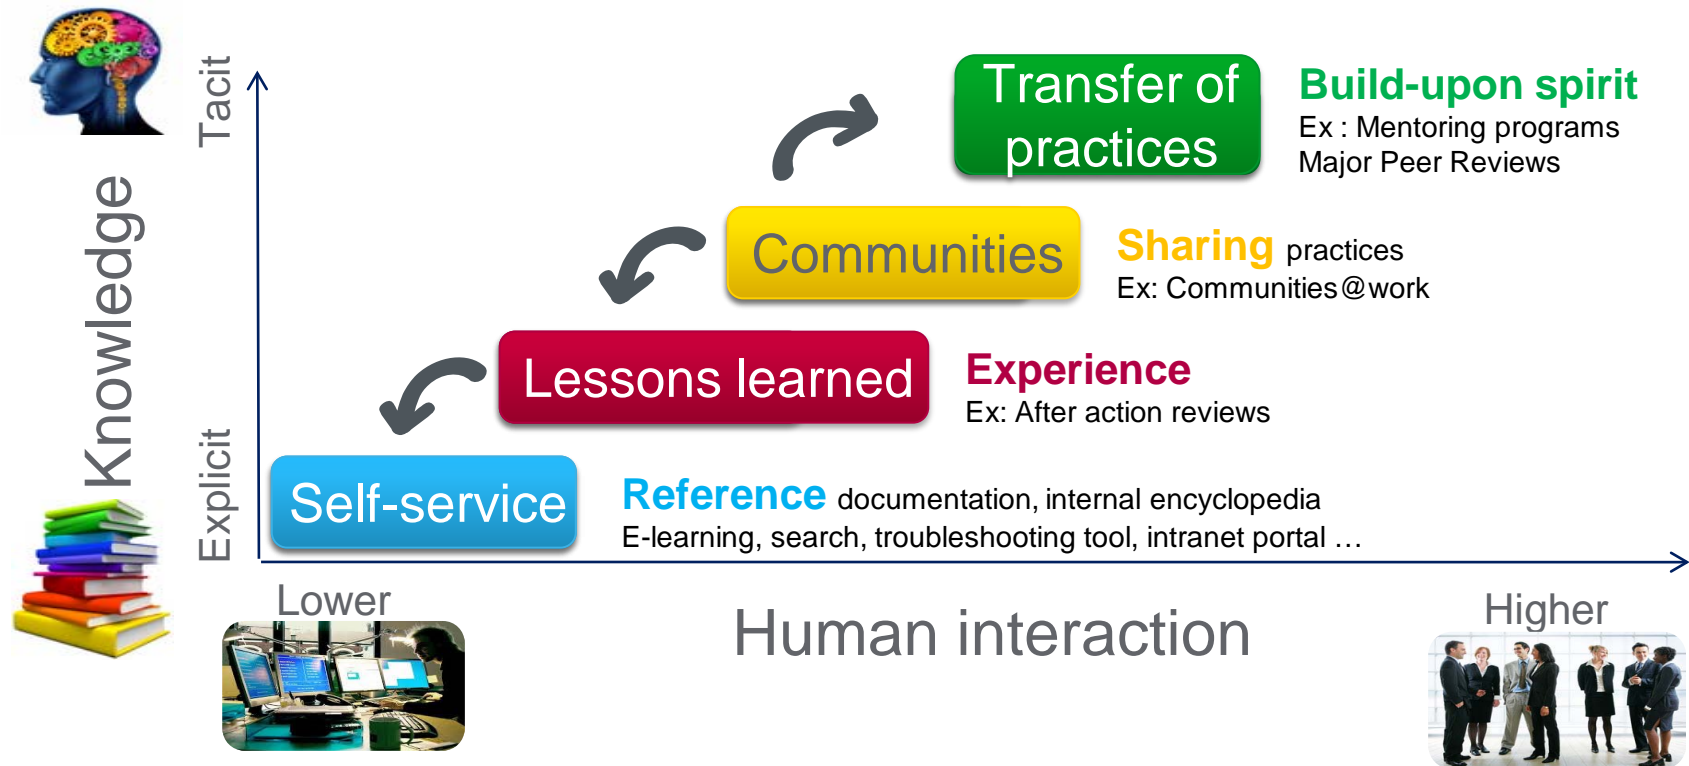 Tacit
Knowledge
Explicit
Transfer of
practices
Build-upon spirit
Ex : Mentoring programs
Major Peer Reviews
Communities
Sharing practices
Ex: Communities@work
Lessons learned
Experience
Ex: After action reviews
Self-service
Reference documentation, internal encyclopedia
E-learning, search, troubleshooting tool, intranet portal …
Lower
Human interaction
Higher